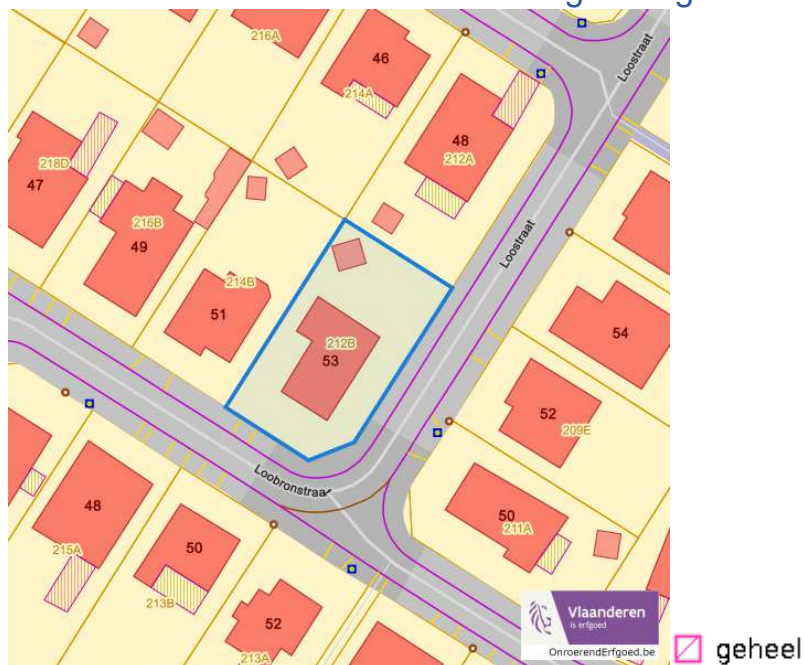 216A
46
214A
Loostraat
48
212A
218D
47
216B
49
Loostraat
214B
51
212B
53
54
52
209E
Loobronstraat
48
50
211A
215A
50
213B
52
213A
Vlaanderen
is erfgoed
OnroerendErfgoed.be
geheel